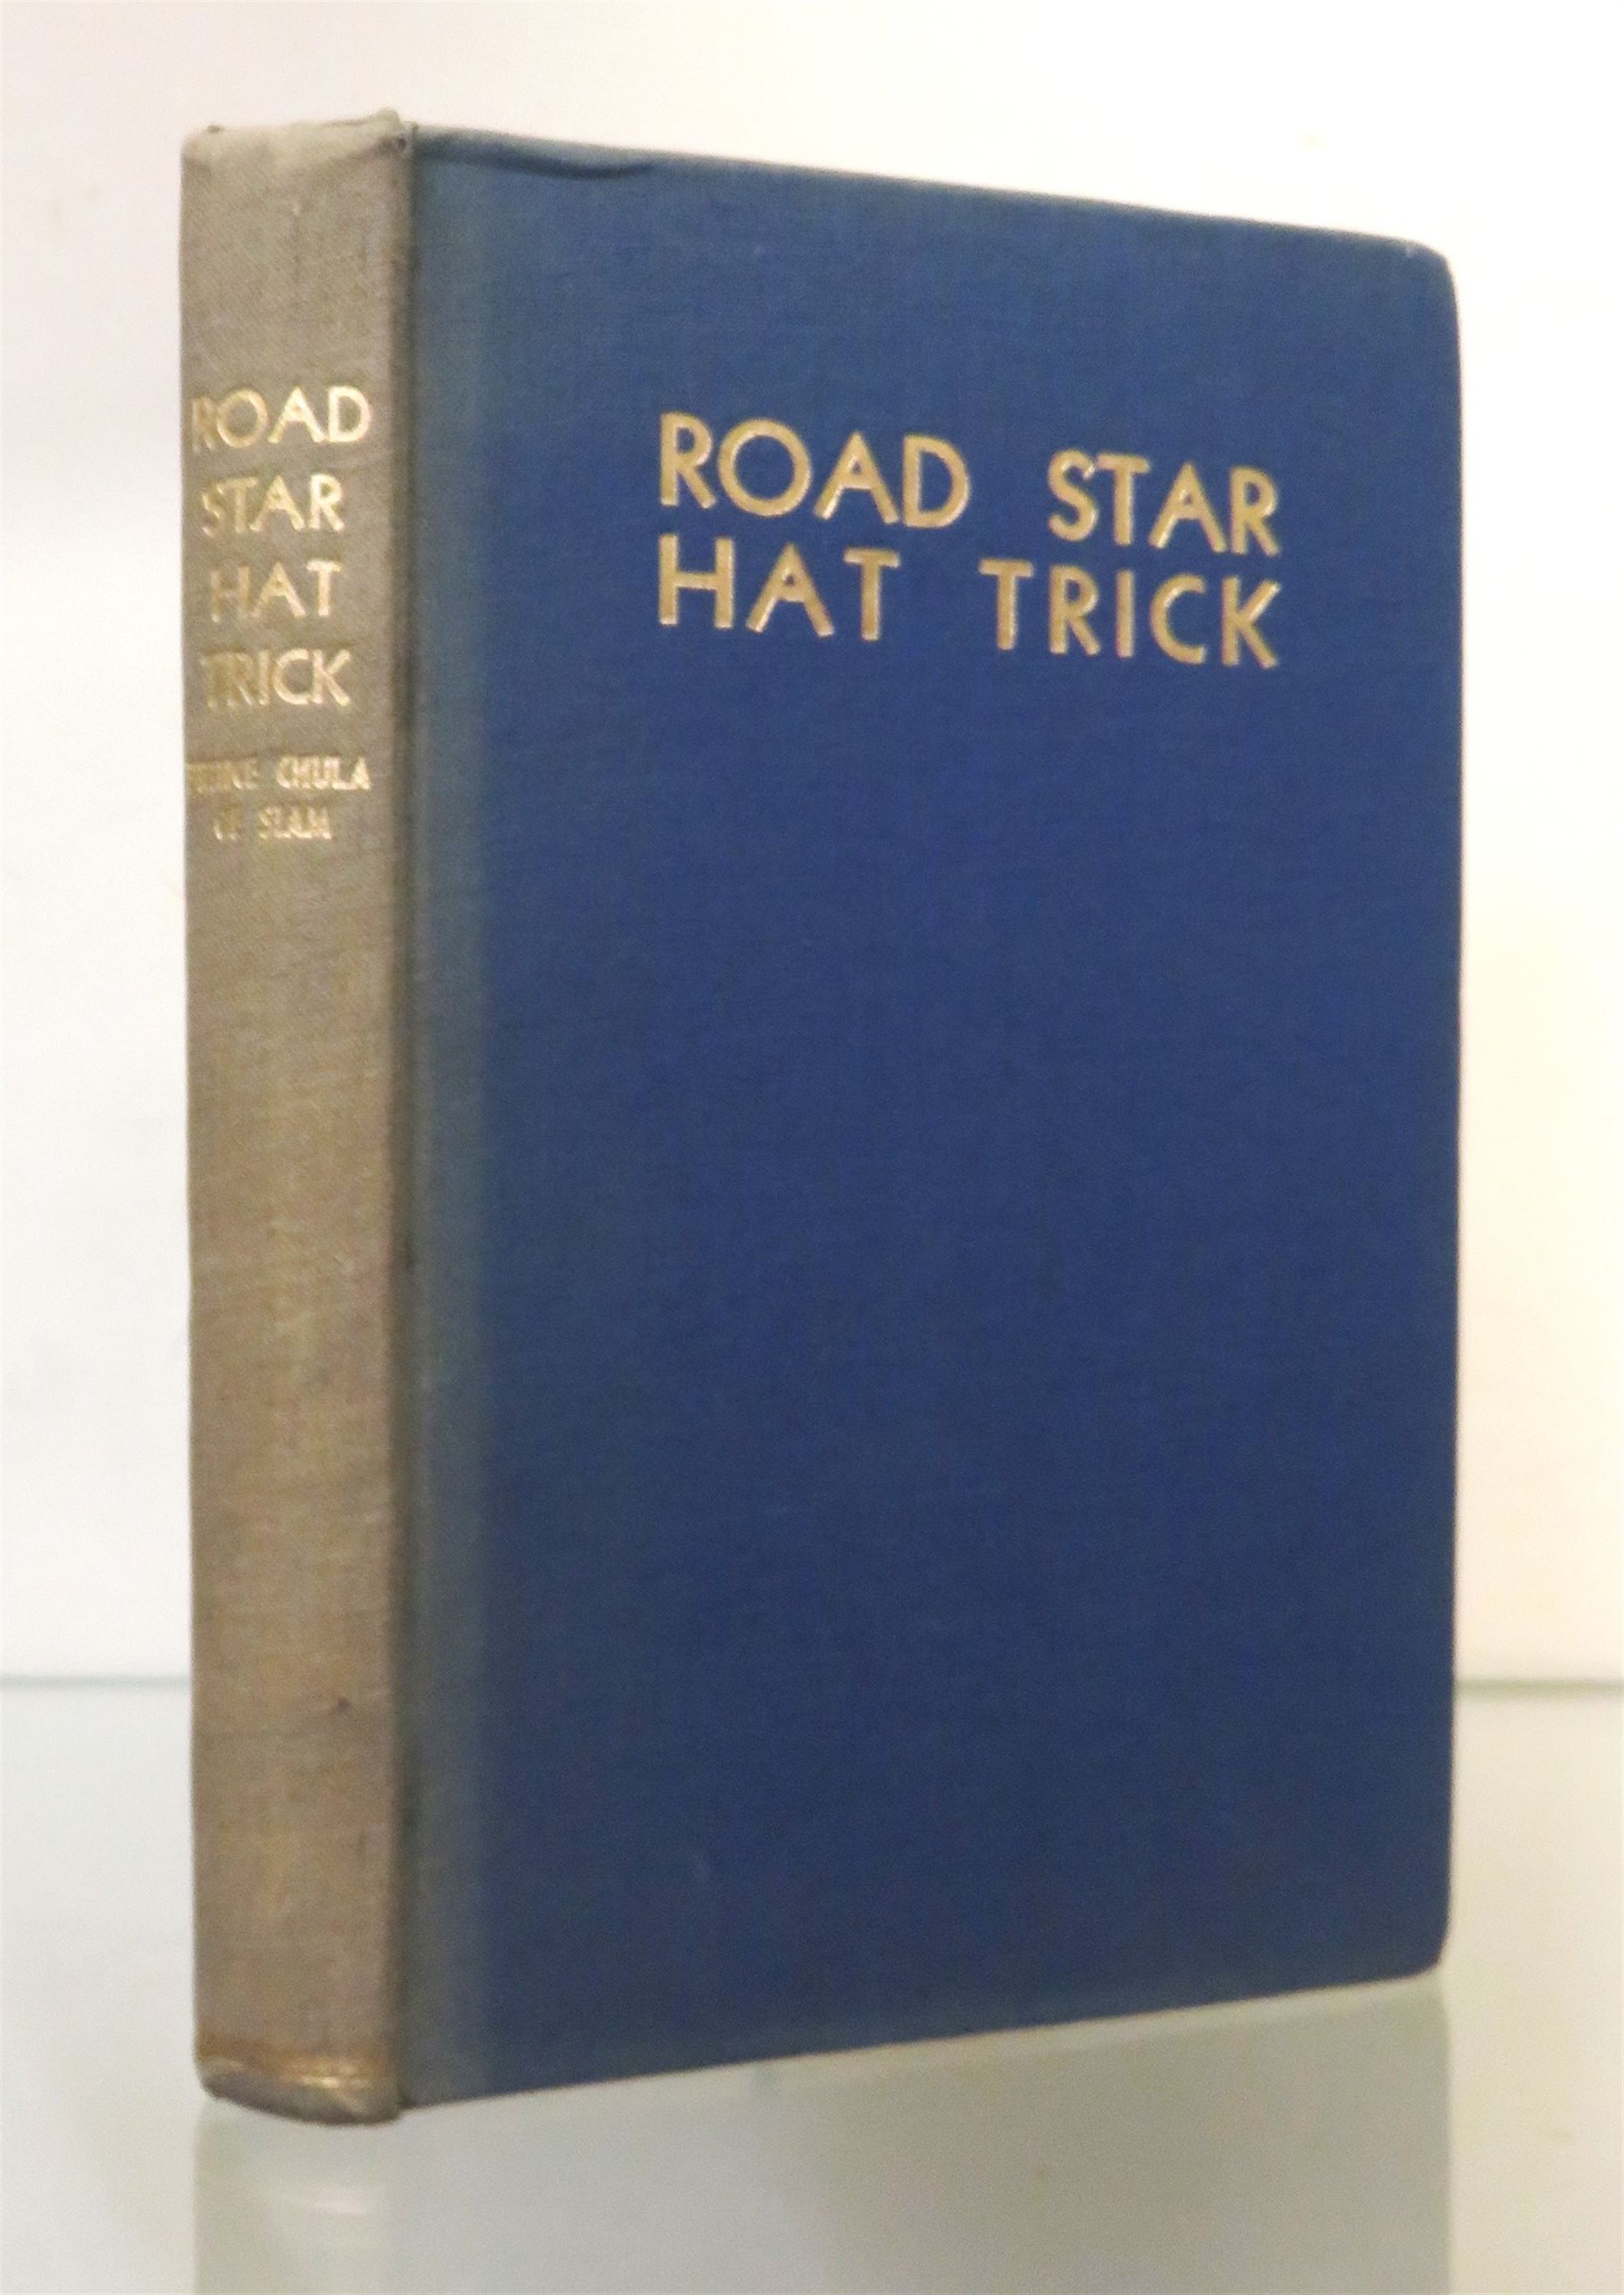 ROAD
STAR
HAT
TRICK
PRINCE CHULA
OF SIAM
ROAD STAR
HAT TRICK